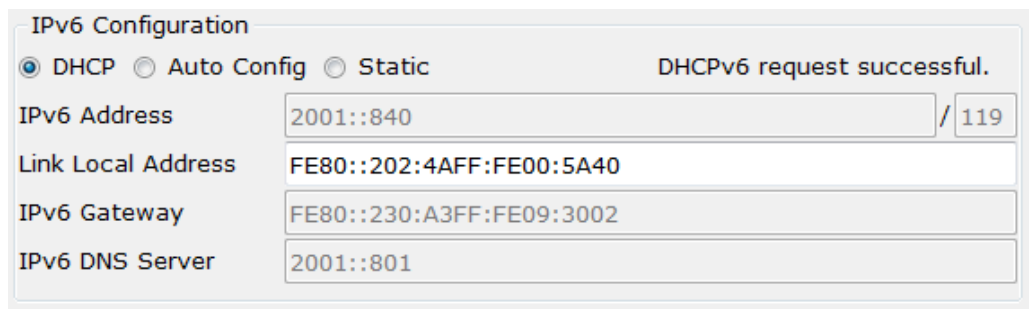 IPv6 Configuration
DHCP Auto Config Static DHCPv6 request successful.
IPv6 Address 2001::840 / 119
Link Local Address FE80::202:4AFF:FE00:5A40
IPv6 Gateway FE80::230:A3FF:FE09:3002
IPv6 DNS Server 2001::801